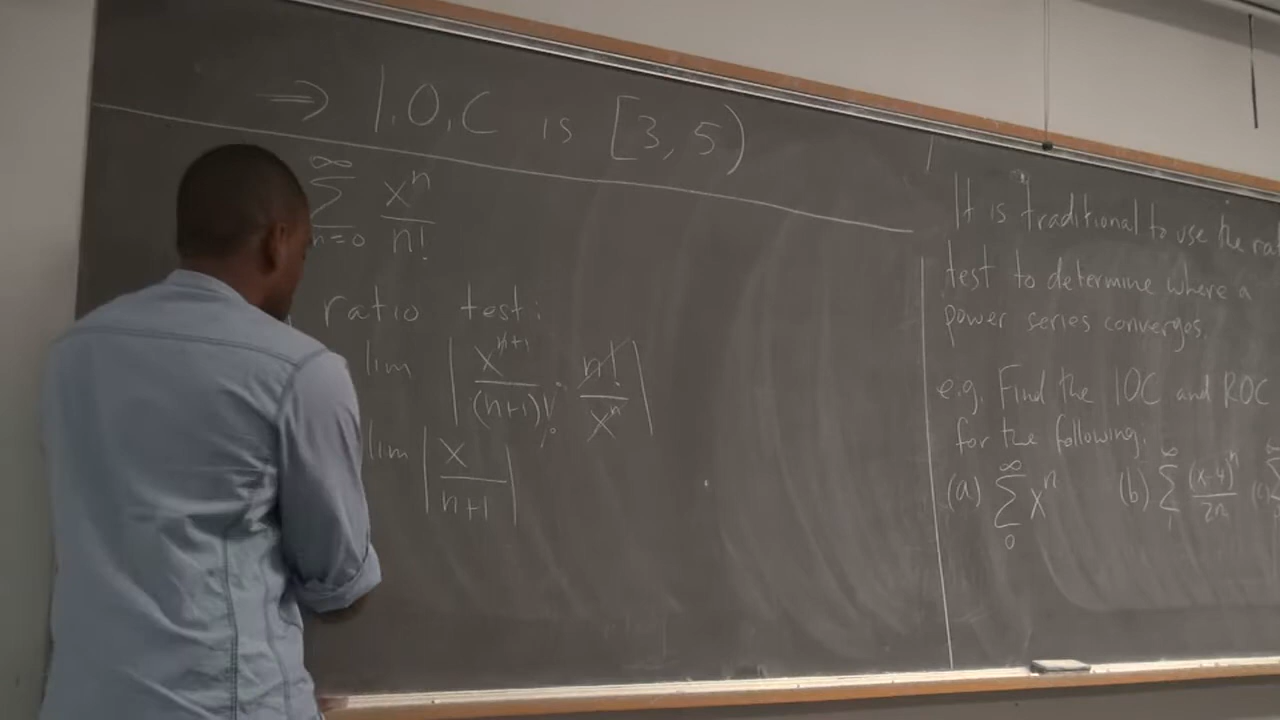 ⇒ I.O.C is [3, 5)
∞ Σ n=0 xⁿ/n!
ratio test:
lim | xⁿ⁺¹/(n+1)! · n!/xⁿ |
lim | x/(n+1) |
It is traditional to use the
test to determine where a
power series converges.
e.g. Find the IOC and ROC
for the following.
(a) ∞ Σ 0 xⁿ (b) ∞ Σ 1 (x-4)ⁿ/2n